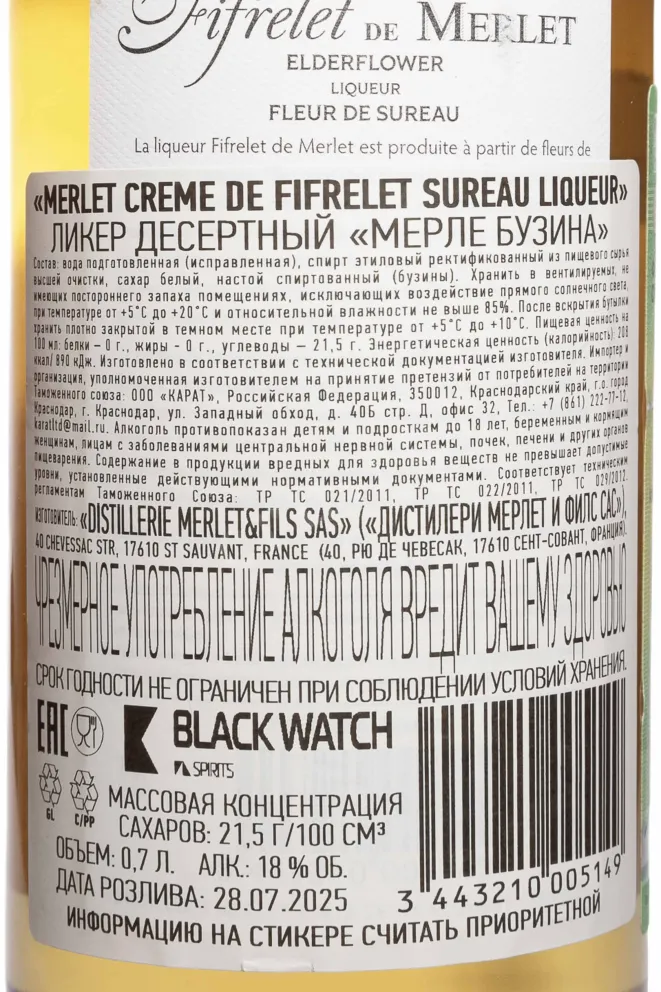 Fifrelet DE MERLET
ELDERFLOWER
LIQUEUR
FLEUR DE SUREAU
La liqueur Fifrelet de Merlet est produite à partir de fleurs de
«MERLET CREME DE FIFRELET SUREAU LIQUEUR»
ЛИКЕР ДЕСЕРТНЫЙ «МЕРЛЕ БУЗИНА»
Состав: вода подготовленная (исправленная), спирт этиловый ректификованный из пищевого сырья
высшей очистки, сахар белый, настой спиртованный (бузины). Хранить в вентилируемых, не
имеющих постороннего запаха помещениях, исключающих воздействие прямого солнечного света,
при температуре от +5°С до +20°С и относительной влажности не выше 85%. После вскрытия бутылки
хранить плотно закрытой в темном месте при температуре от +5°С до +10°С. Пищевая ценность на
100 мл: белки – 0 г., жиры - 0 г., углеводы – 21,5 г. Энергетическая ценность (калорийность): 208
ккал/ 890 кДж. Изготовлено в соответствии с технической документацией изготовителя. Импортер и
организация, уполномоченная изготовителем на принятие претензий от потребителей на территории
Таможенного союза: ООО «КАРАТ», Российская Федерация, 350012, Краснодарский край, г.о. город
Краснодар, г. Краснодар, ул. Западный обход, д. 40Б стр. Д, офис 32, Тел.: +7 (861) 222-77-12,
karatltd@mail.ru. Алкоголь противопоказан детям и подросткам до 18 лет, беременным и кормящим
женщинам, лицам с заболеваниями центральной нервной системы, почек, печени и других органов
пищеварения. Содержание в продукции вредных для здоровья веществ не превышает допустимые
уровни, установленные действующими нормативными документами. Соответствует техническим
регламентам Таможенного Союза: ТР ТС 021/2011, ТР ТС 022/2011, ТР ТС 029/2012.
ИЗГОТОВИТЕЛЬ: «DISTILLERIE MERLET&FILS SAS» («ДИСТИЛЕРИ МЕРЛЕТ И ФИЛС САС»),
40 CHEVESSAC STR, 17610 ST SAUVANT, FRANCE (40, РЮ ДЕ ЧЕВЕСАК, 17610 СЕНТ-СОВАНТ, ФРАНЦИЯ).
ЧРЕЗМЕРНОЕ УПОТРЕБЛЕНИЕ АЛКОГОЛЯ ВРЕДИТ ВАШЕМУ ЗДОРОВЬЮ
СРОК ГОДНОСТИ НЕ ОГРАНИЧЕН ПРИ СОБЛЮДЕНИИ УСЛОВИЙ ХРАНЕНИЯ.
EAC
BLACK WATCH
SPIRITS
GL
C/PP
МАССОВАЯ КОНЦЕНТРАЦИЯ
САХАРОВ: 21,5 Г/100 СМ³
ОБЪЕМ: 0,7 Л. АЛК.: 18 % ОБ.
ДАТА РОЗЛИВА: 28.07.2025
3 443210 005149
ИНФОРМАЦИЮ НА СТИКЕРЕ СЧИТАТЬ ПРИОРИТЕТНОЙ